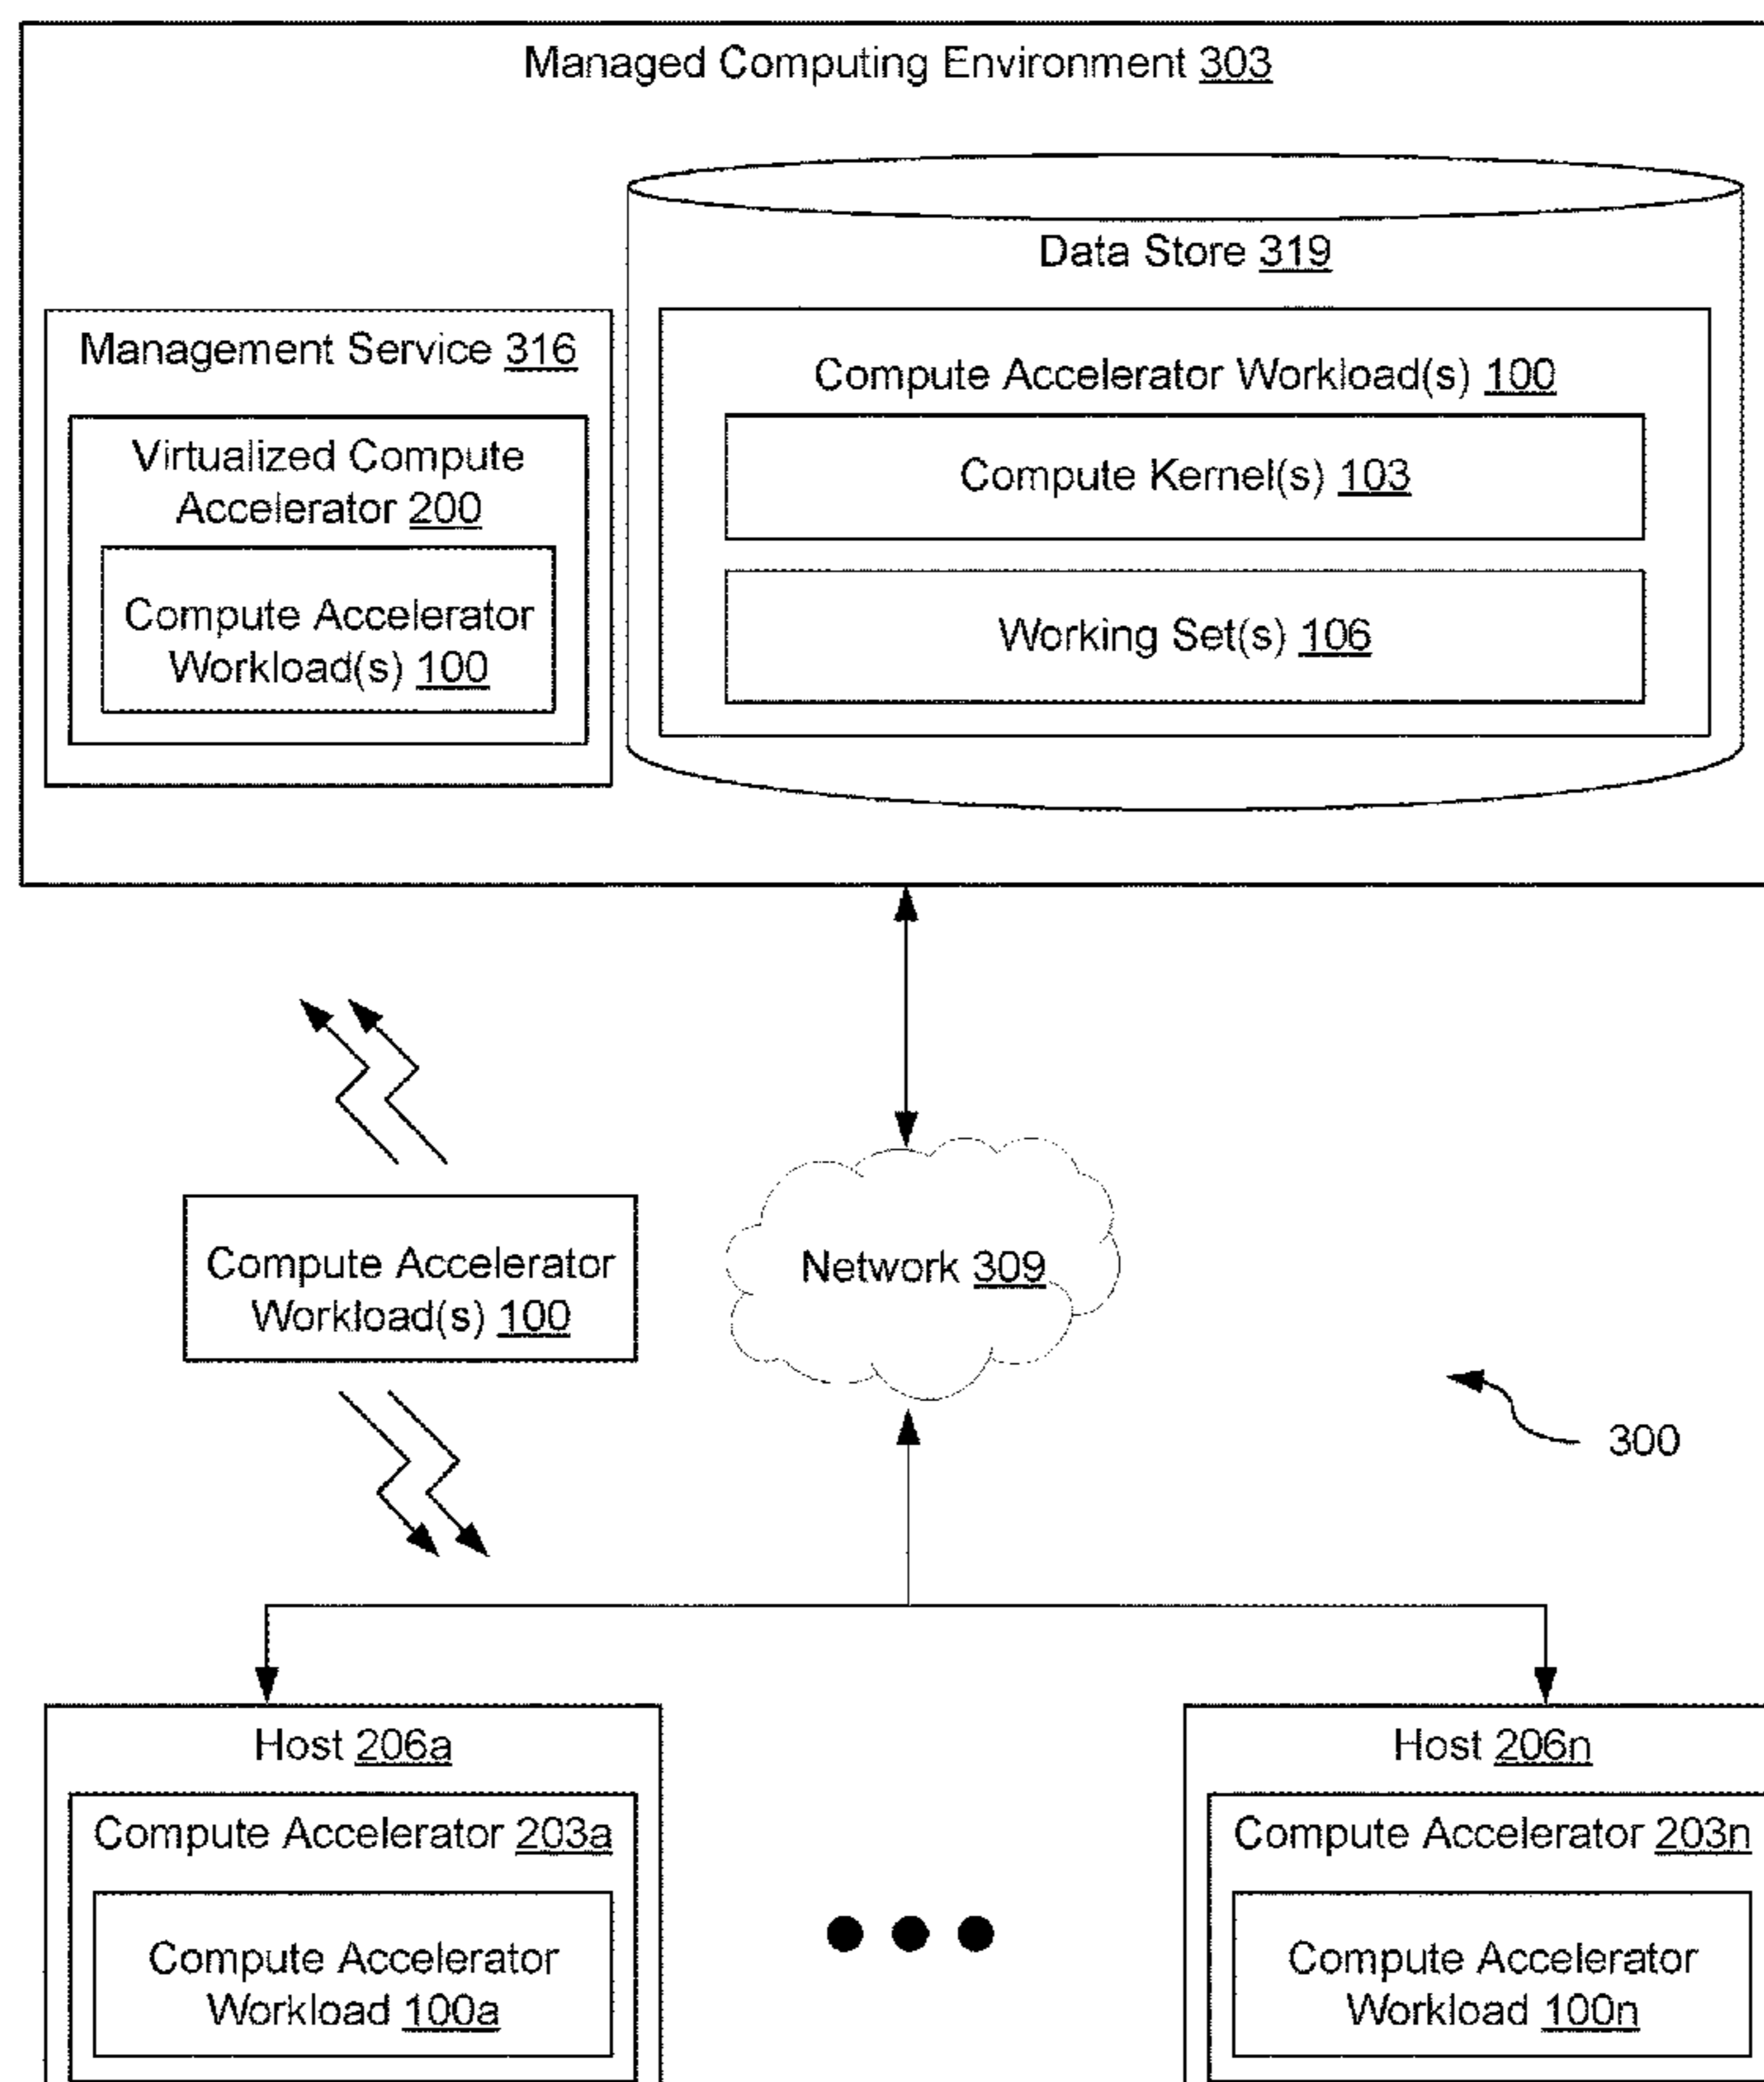 Managed Computing Environment 303
Data Store 319
Management Service 316
Virtualized Compute
Accelerator 200
Compute Accelerator
Workload(s) 100
Compute Accelerator Workload(s) 100
Compute Kernel(s) 103
Working Set(s) 106
Compute Accelerator
Workload(s) 100
Network 309
300
Host 206a
Compute Accelerator 203a
Compute Accelerator
Workload 100a
Host 206n
Compute Accelerator 203n
Compute Accelerator
Workload 100n